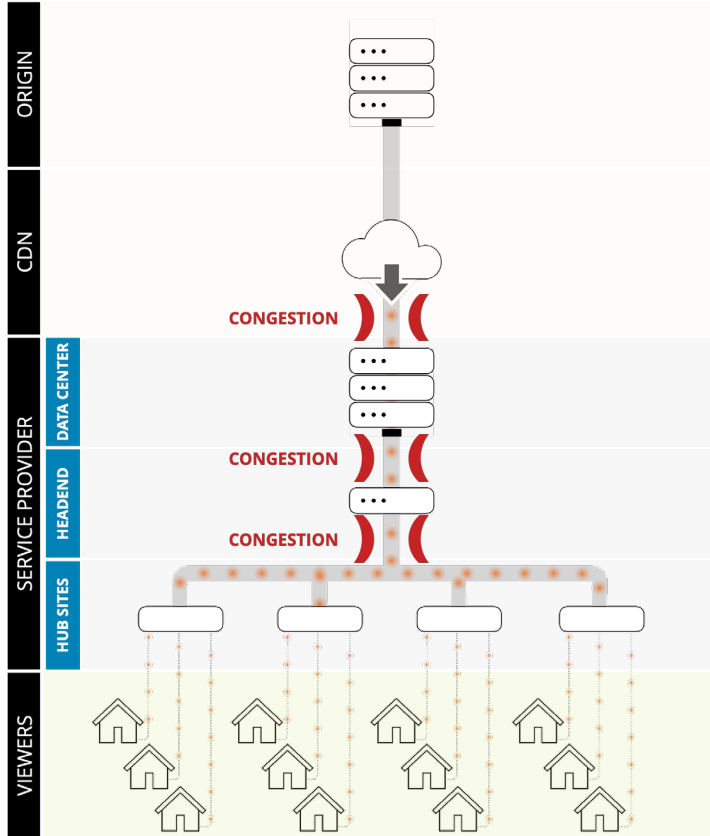 ORIGIN
CDN
CONGESTION
SERVICE PROVIDER
DATA CENTER
CONGESTION
HEADEND
CONGESTION
HUB SITES
VIEWERS